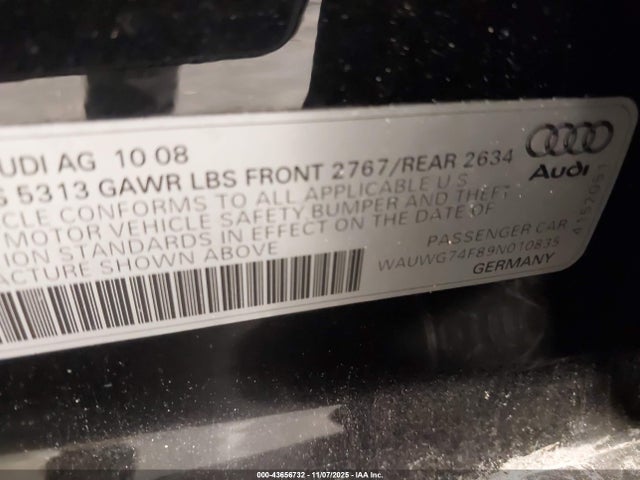 UDI AG 10 08
S 5313 GAWR LBS FRONT 2767/REAR 2634
ICLE CONFORMS TO ALL APPLICABLE U.S.
MOTOR VEHICLE SAFETY, BUMPER AND THEFT
ION STANDARDS IN EFFECT ON THE DATE OF
ACTURE SHOWN ABOVE
Audi
PASSENGER CAR
WAUWG74F89N010835
GERMANY
4157051
000-43656732 - 11/07/2025 - IAA Inc.